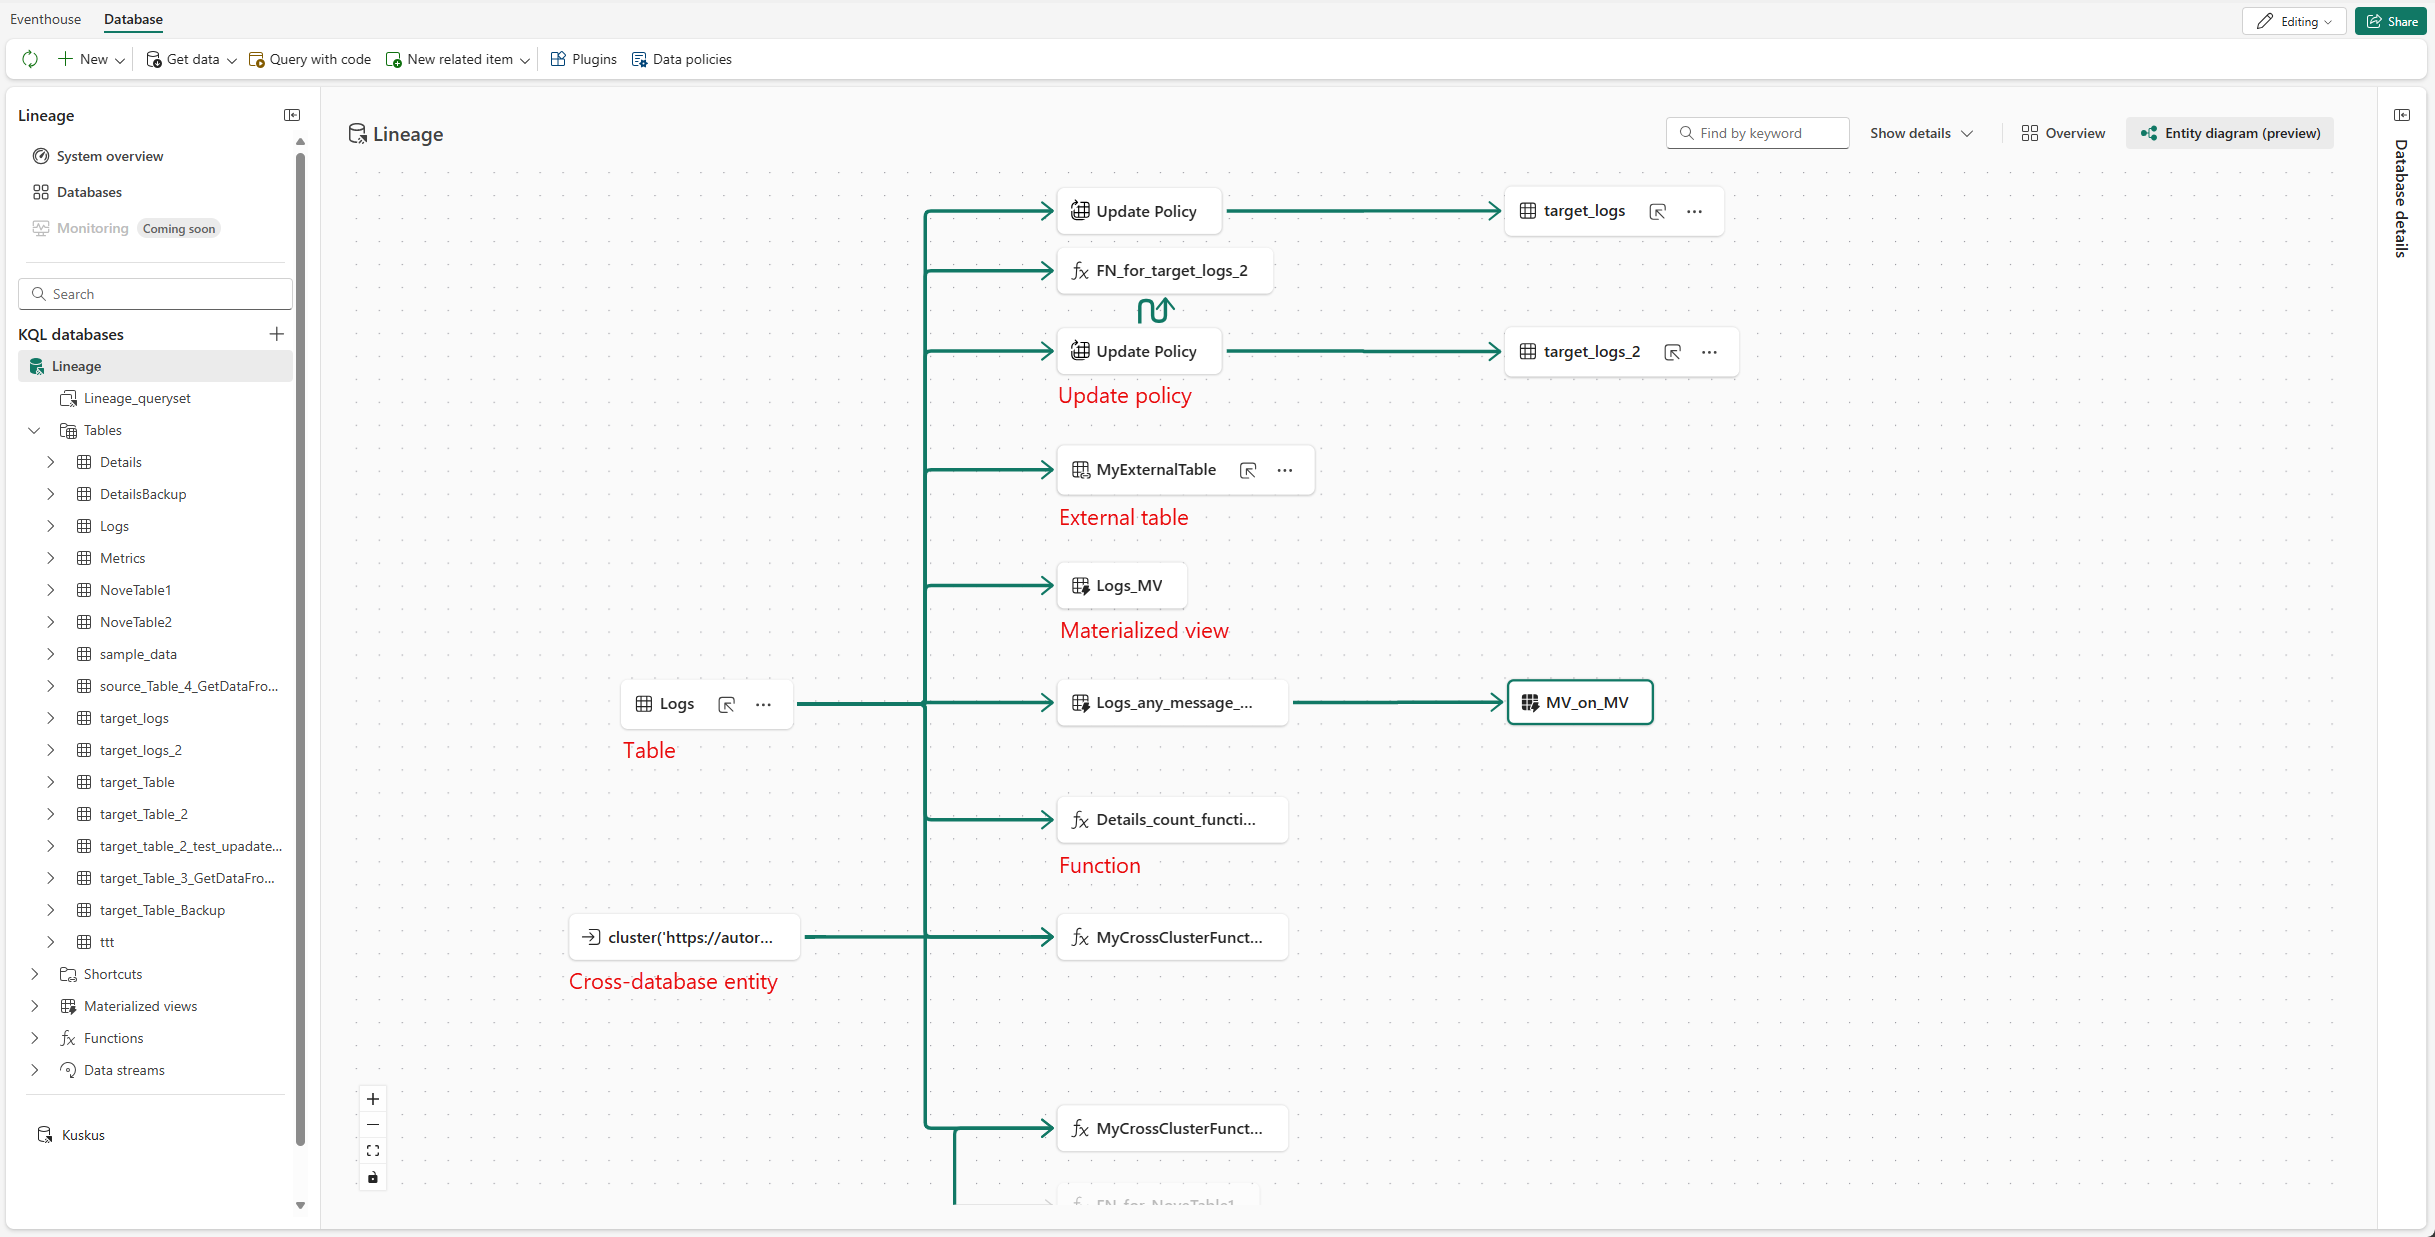 Eventhouse
Database
Editing
Share
New
Get data
Query with code
New related item
Plugins
Data policies
Lineage
System overview
Databases
Monitoring
Coming soon
Search
KQL databases
Lineage
Lineage_queryset
Tables
Details
DetailsBackup
Logs
Metrics
NoveTable1
NoveTable2
sample_data
source_Table_4_GetDataFro...
target_logs
target_logs_2
target_Table
target_Table_2
target_table_2_test_upadate...
target_Table_3_GetDataFro...
target_Table_Backup
ttt
Shortcuts
Materialized views
Functions
Data streams
Kuskus
Lineage
Find by keyword
Show details
Overview
Entity diagram (preview)
Database details
Update Policy
target_logs
FN_for_target_logs_2
Update Policy
target_logs_2
Update policy
MyExternalTable
External table
Logs_MV
Materialized view
Logs
Logs_any_message_...
MV_on_MV
Table
Details_count_functi...
Function
cluster('https://autor...
MyCrossClusterFunct...
Cross-database entity
MyCrossClusterFunct...
FN_for_NoveTable1